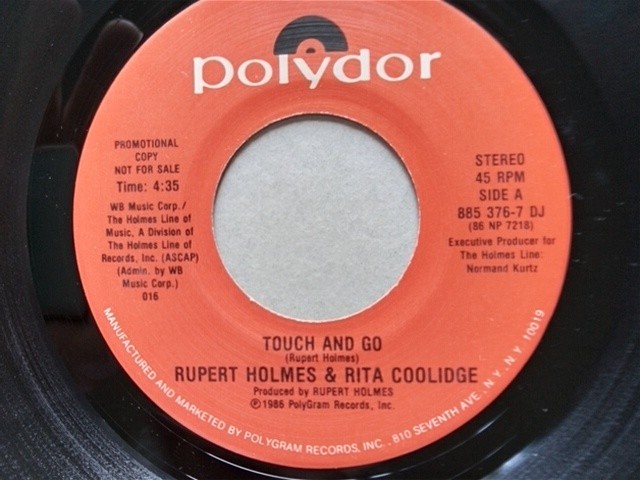 polydor
PROMOTIONAL
COPY
NOT FOR SALE
Time: 4:35
WB Music Corp./
The Holmes Line of
Music, A Division of
The Holmes Line of
Records, Inc. (ASCAP)
(Admin. by WB
Music Corp.)
016
STEREO
45 RPM
SIDE A
885 376-7 DJ
(86 NP 7218)
Executive Producer for
The Holmes Line:
Normand Kurtz
TOUCH AND GO
(Rupert Holmes)
RUPERT HOLMES & RITA COOLIDGE
Produced by RUPERT HOLMES
℗1986 PolyGram Records, Inc.
MANUFACTURED AND MARKETED BY POLYGRAM RECORDS, INC., 810 SEVENTH AVE., N.Y., N.Y. 10019